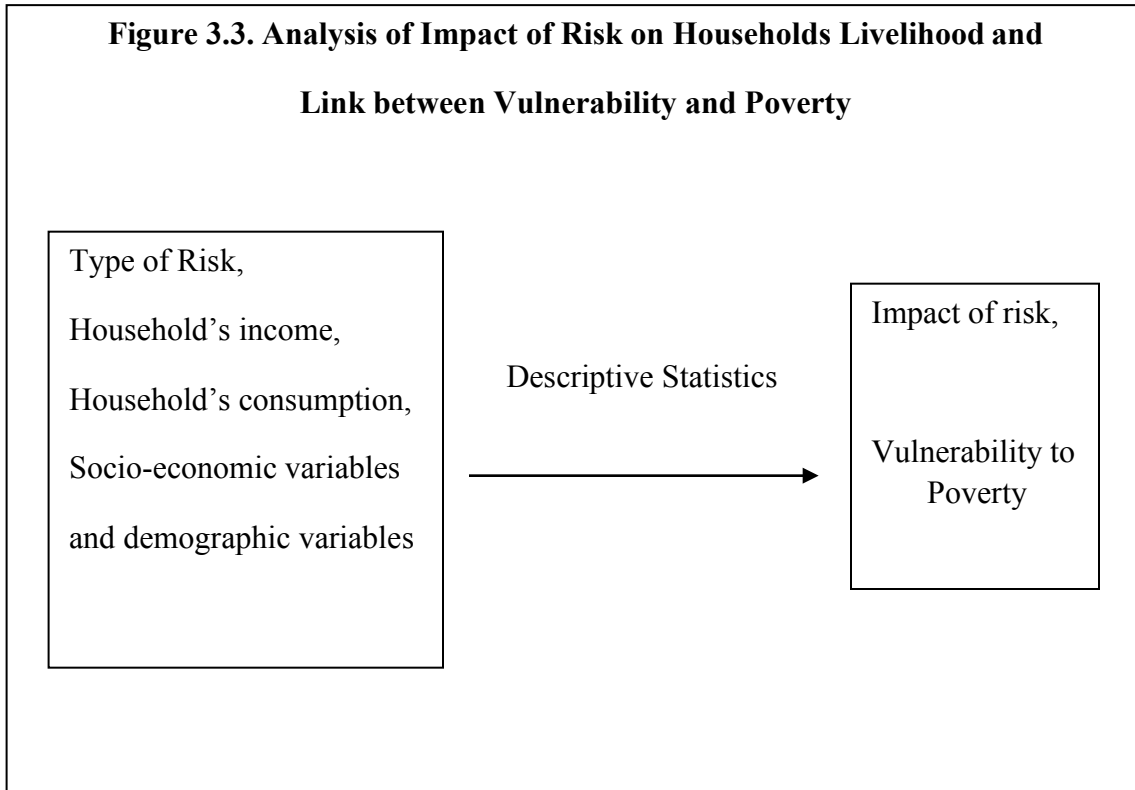 Figure 3.3. Analysis of Impact of Risk on Households Livelihood and
Link between Vulnerability and Poverty
Type of Risk,
Household’s income,
Household’s consumption,
Socio-economic variables
and demographic variables
Descriptive Statistics
Impact of risk,
Vulnerability to
Poverty